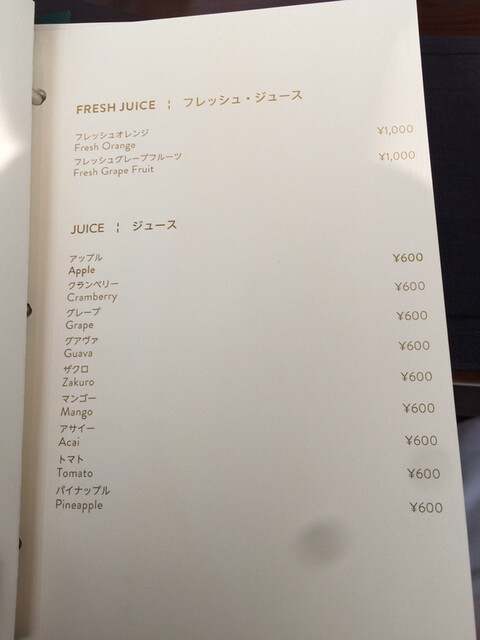 FRESH JUICE ¦ フレッシュ・ジュース
フレッシュオレンジ
Fresh Orange ¥1,000
フレッシュグレープフルーツ
Fresh Grape Fruit ¥1,000
JUICE ¦ ジュース
アップル
Apple ¥600
クランベリー
Cramberry ¥600
グレープ
Grape ¥600
グアヴァ
Guava ¥600
ザクロ
Zakuro ¥600
マンゴー
Mango ¥600
アサイー
Acai ¥600
トマト
Tomato ¥600
パイナップル
Pineapple ¥600